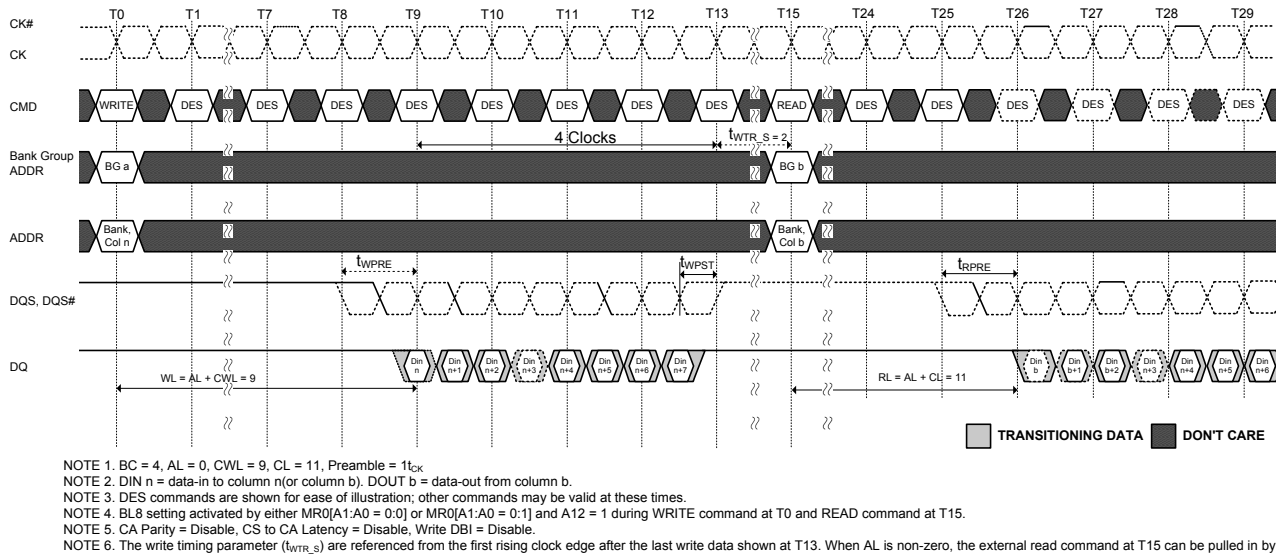 T0 T1 T7 T8 T9 T10 T11 T12 T13 T15 T24 T25 T26 T27 T28 T29
CK#
CK
CMD WRITE DES DES DES DES DES DES DES DES READ DES DES DES DES DES DES
4 Clocks tWTR_S = 2
Bank Group
ADDR
BG a BG b
ADDR
Bank, Col n
Bank, Col b
tWPRE tWPST tRPRE
DQS, DQS#
DQ
Din n Din n+1 Din n+2 Din n+3 Din n+4 Din n+5 Din n+6 Din n+7 Din b Din b+1 Din b+2 Din n+3 Din n+4 Din n+5 Din n+6
WL = AL + CWL = 9
RL = AL + CL = 11
TRANSITIONING DATA DON'T CARE
NOTE 1. BC = 4, AL = 0, CWL = 9, CL = 11, Preamble = 1tCK
NOTE 2. DIN n = data-in to column n(or column b). DOUT b = data-out from column b.
NOTE 3. DES commands are shown for ease of illustration; other commands may be valid at these times.
NOTE 4. BL8 setting activated by either MR0[A1:A0 = 0:0] or MR0[A1:A0 = 0:1] and A12 = 1 during WRITE command at T0 and READ command at T15.
NOTE 5. CA Parity = Disable, CS to CA Latency = Disable, Write DBI = Disable.
NOTE 6. The write timing parameter (tWTR_S) are referenced from the first rising clock edge after the last write data shown at T13. When AL is non-zero, the external read command at T15 can be pulled in by